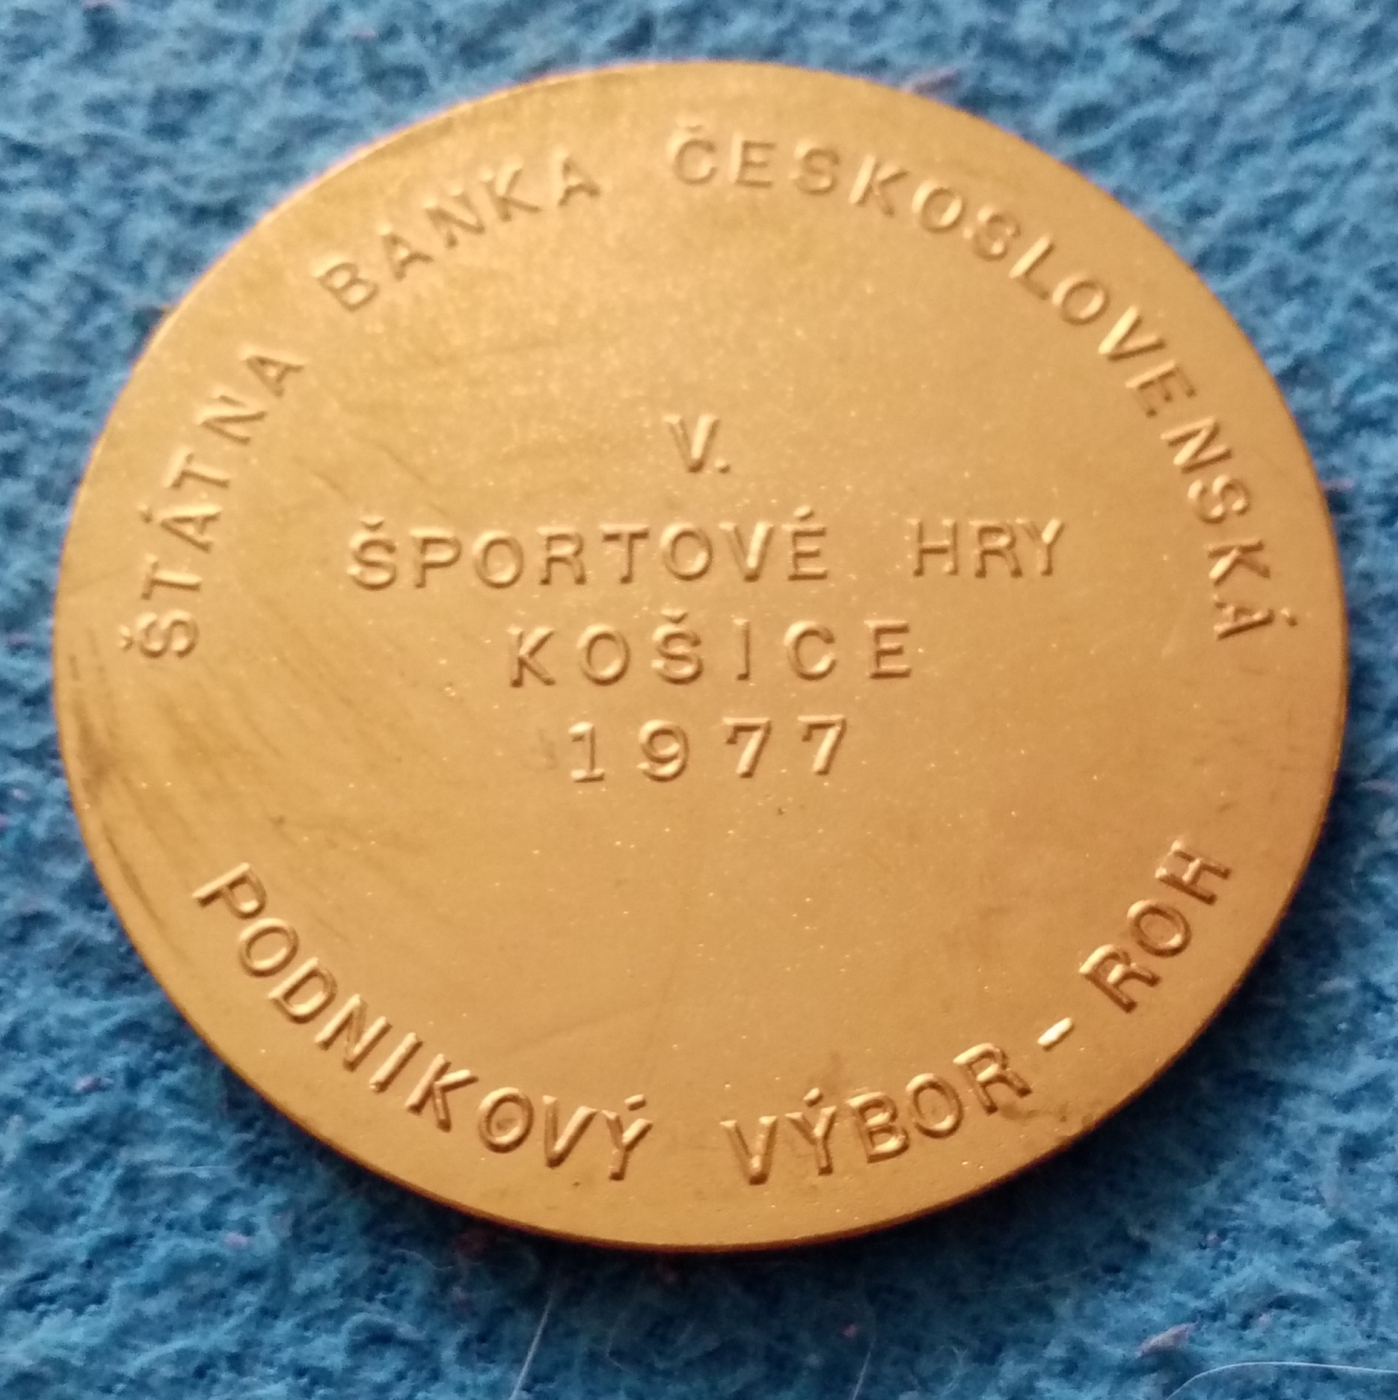 ŠTÁTNA BANKA ČESKOSLOVENSKÁ
V.
ŠPORTOVÉ HRY
KOŠICE
1977
PODNIKOVÝ VÝBOR - ROH